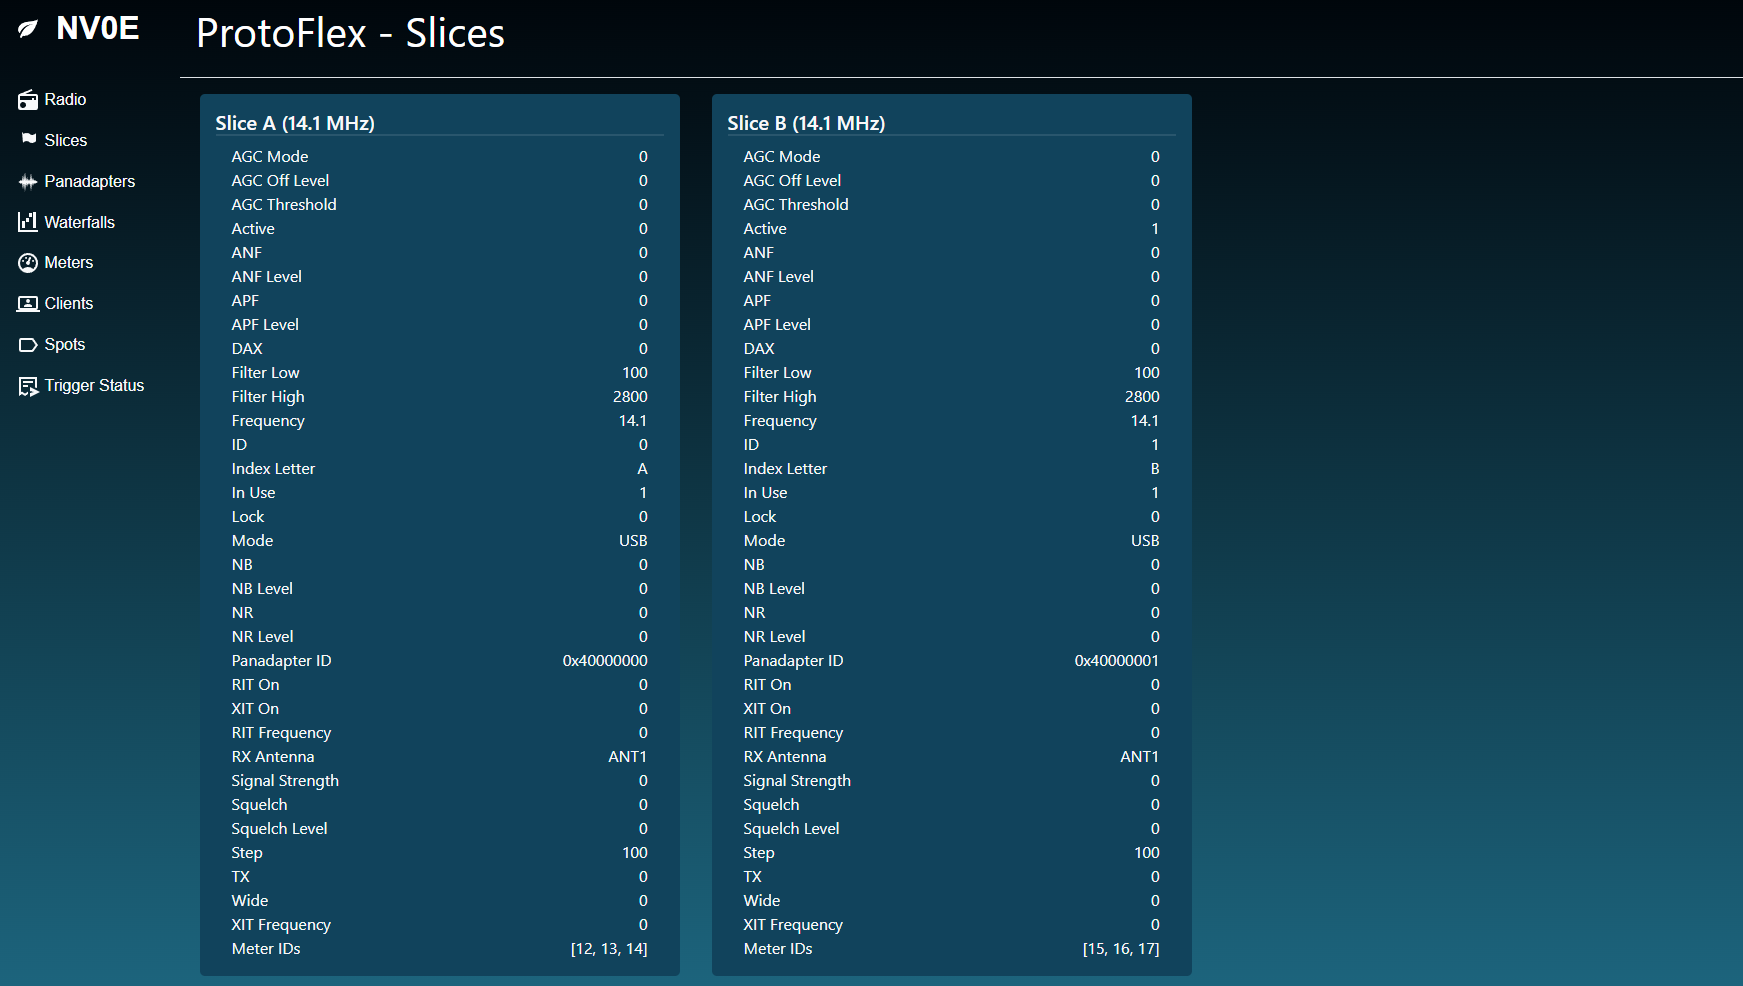 NV0E
ProtoFlex - Slices
Radio
Slices
Panadapters
Waterfalls
Meters
Clients
Spots
Trigger Status
Slice A (14.1 MHz)
AGC Mode 0
AGC Off Level 0
AGC Threshold 0
Active 0
ANF 0
ANF Level 0
APF 0
APF Level 0
DAX 0
Filter Low 100
Filter High 2800
Frequency 14.1
ID 0
Index Letter A
In Use 1
Lock 0
Mode USB
NB 0
NB Level 0
NR 0
NR Level 0
Panadapter ID 0x40000000
RIT On 0
XIT On 0
RIT Frequency 0
RX Antenna ANT1
Signal Strength 0
Squelch 0
Squelch Level 0
Step 100
TX 0
Wide 0
XIT Frequency 0
Meter IDs [12, 13, 14]
Slice B (14.1 MHz)
AGC Mode 0
AGC Off Level 0
AGC Threshold 0
Active 1
ANF 0
ANF Level 0
APF 0
APF Level 0
DAX 0
Filter Low 100
Filter High 2800
Frequency 14.1
ID 1
Index Letter B
In Use 1
Lock 0
Mode USB
NB 0
NB Level 0
NR 0
NR Level 0
Panadapter ID 0x40000001
RIT On 0
XIT On 0
RIT Frequency 0
RX Antenna ANT1
Signal Strength 0
Squelch 0
Squelch Level 0
Step 100
TX 0
Wide 0
XIT Frequency 0
Meter IDs [15, 16, 17]